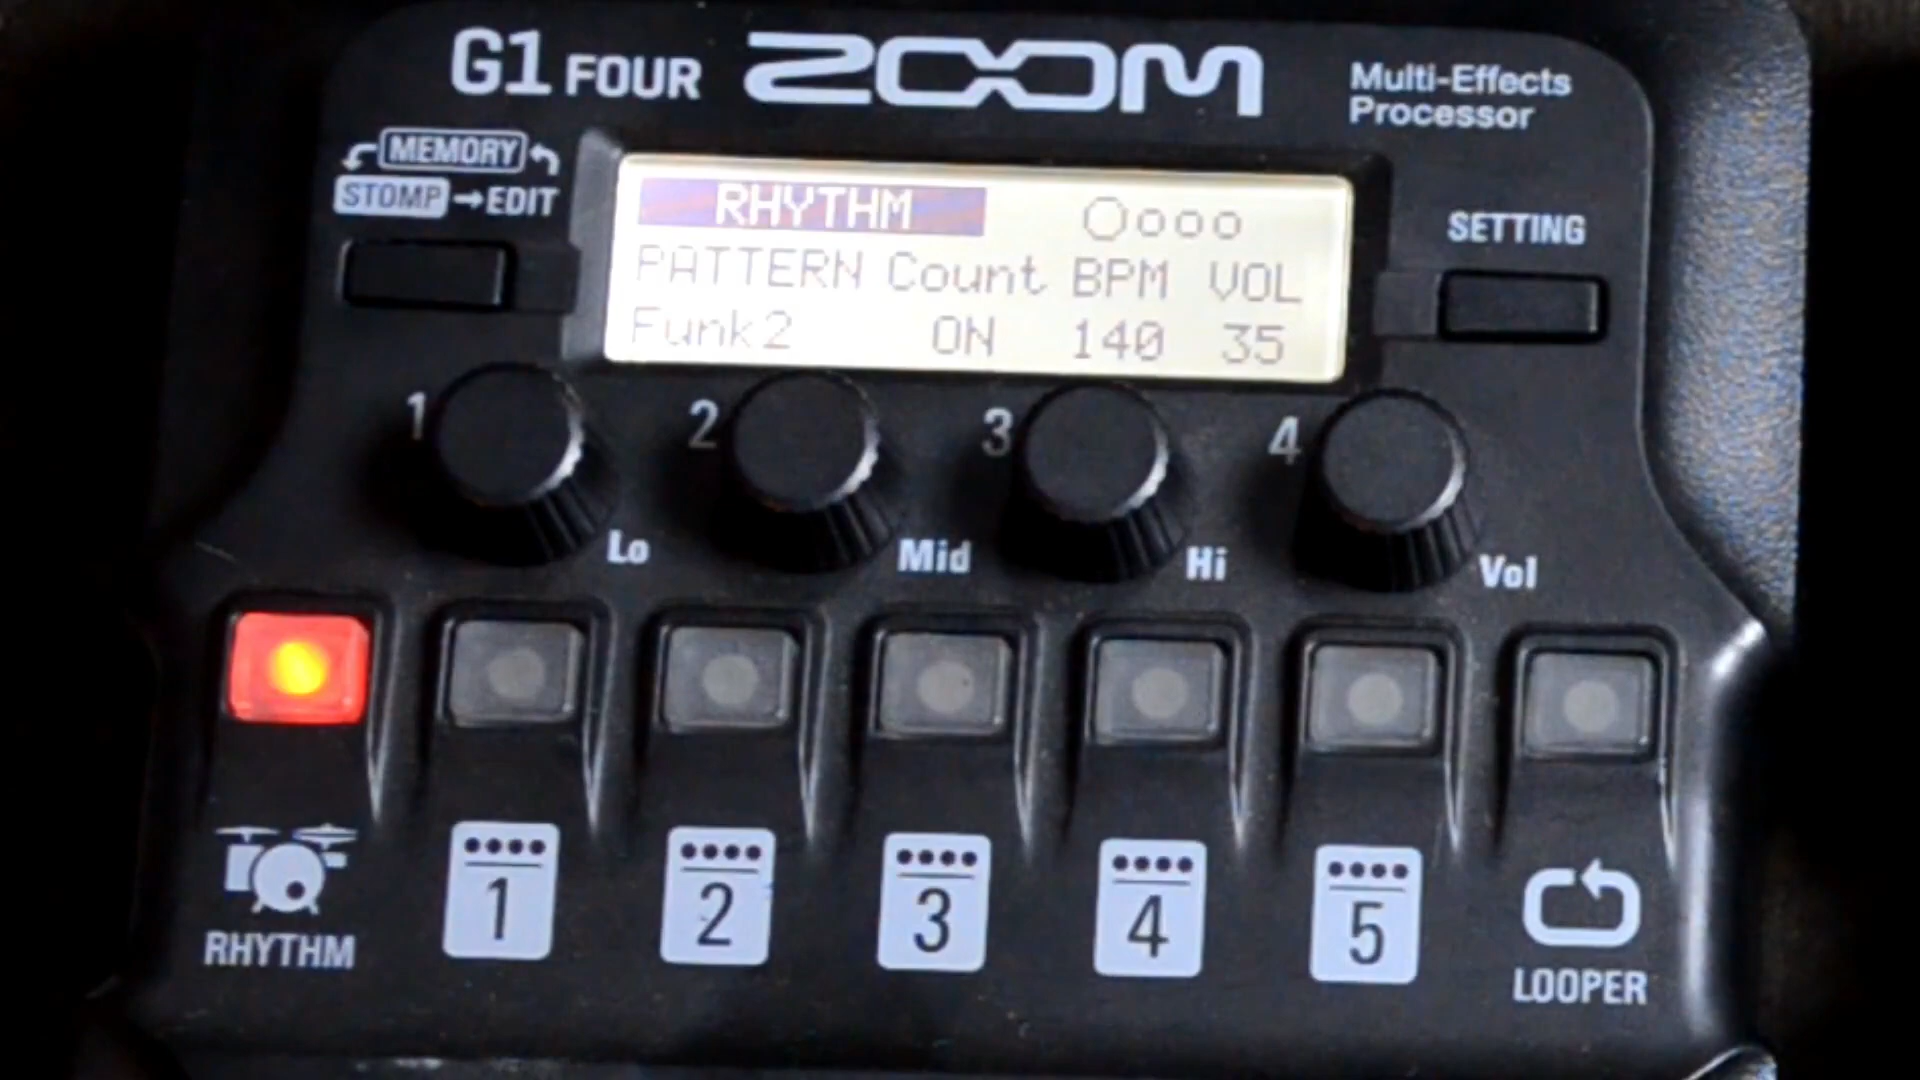 G1 FOUR ZOOM Multi-Effects
Processor
MEMORY
STOMP → EDIT
SETTING
RHYTHM
PATTERN Count BPM VOL
Funk2 ON 140 35
1 2 3 4
Lo Mid Hi Vol
1 2 3 4 5
RHYTHM LOOPER